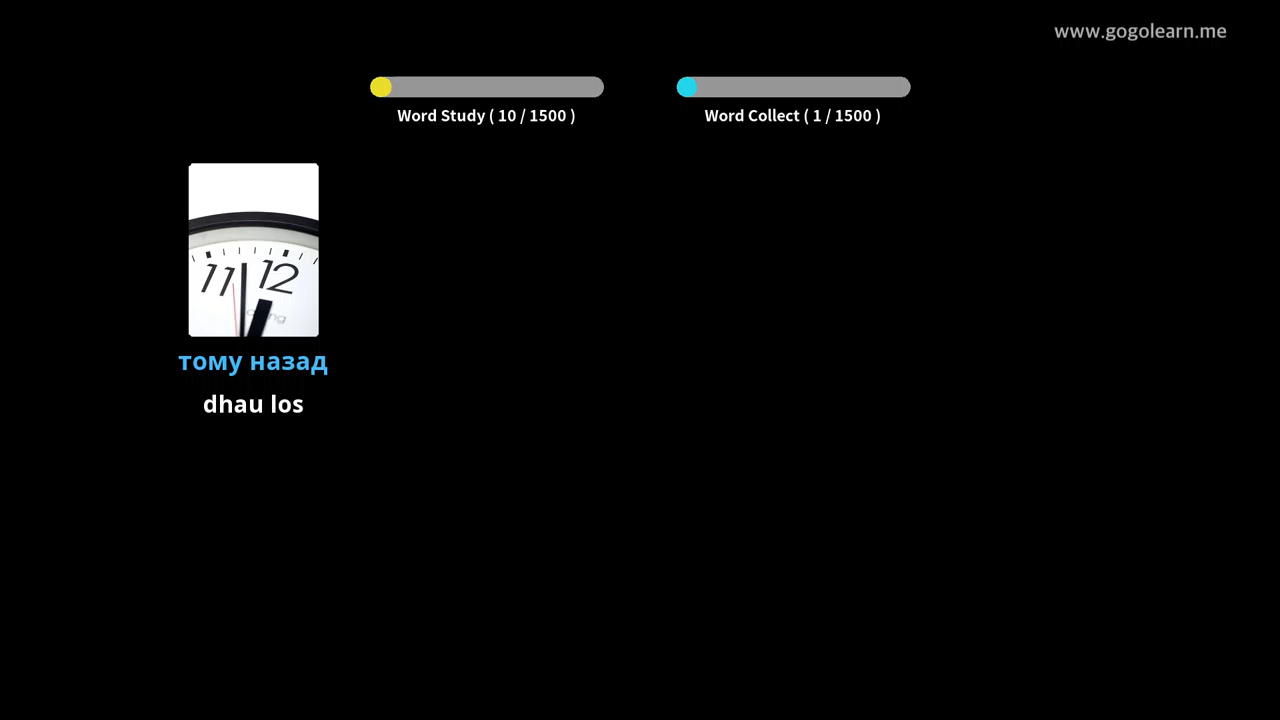 www.gogolearn.me
Word Study ( 10 / 1500 )
Word Collect ( 1 / 1500 )
11 12
тому назад
dhau los